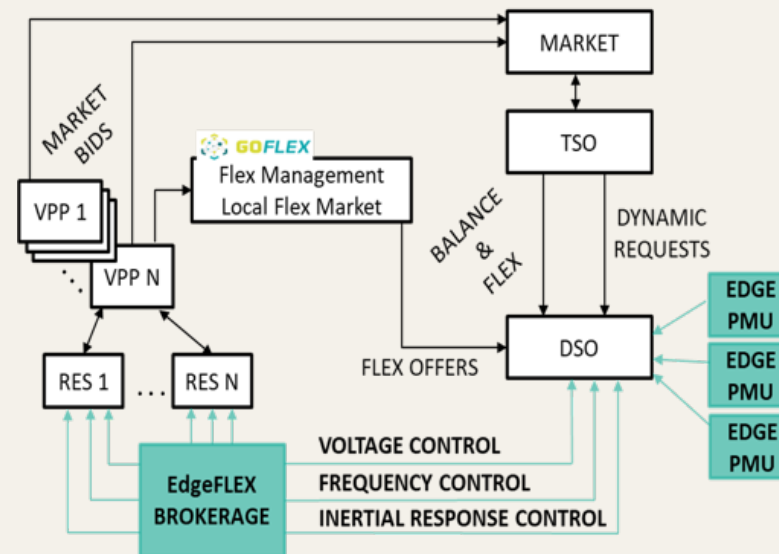 MARKET
MARKET
BIDS
GOFLEX
Flex Management
Local Flex Market
TSO
VPP 1
VPP N
BALANCE
&
FLEX
DYNAMIC
REQUESTS
EDGE
PMU
EDGE
PMU
EDGE
PMU
DSO
FLEX OFFERS
RES 1
...
RES N
EdgeFLEX
BROKERAGE
VOLTAGE CONTROL
FREQUENCY CONTROL
INERTIAL RESPONSE CONTROL